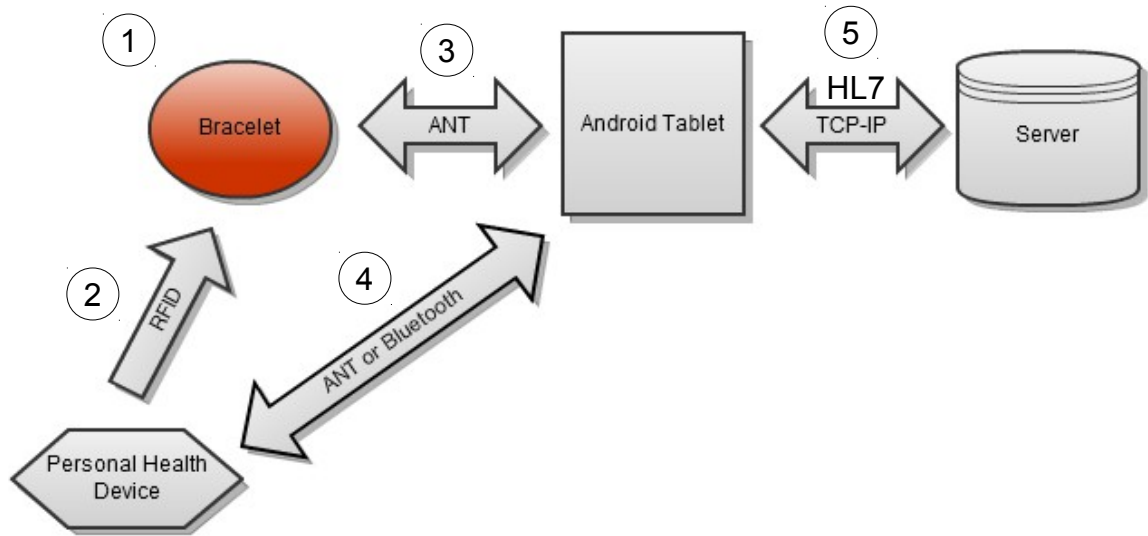 1
3
5
HL7
Bracelet
ANT
Android Tablet
TCP-IP
Server
2
RFID
4
ANT or Bluetooth
Personal Health
Device